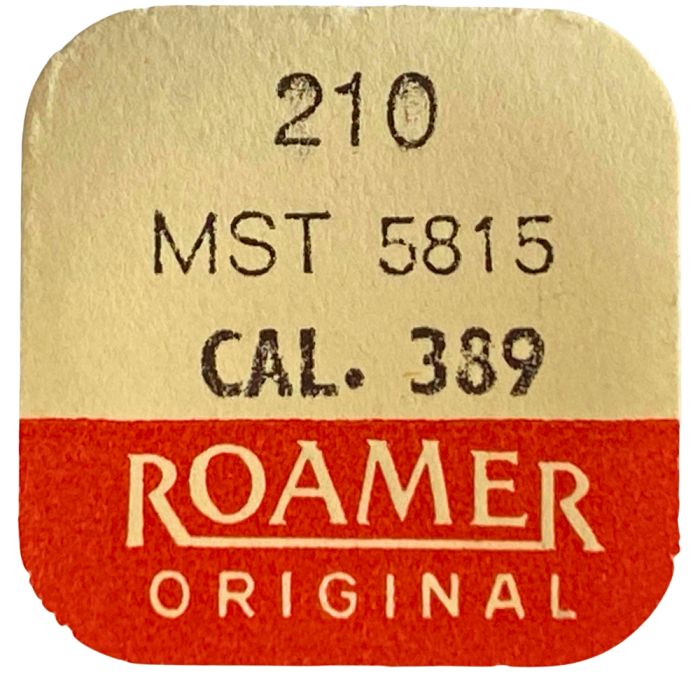 210
MST 5815
CAL. 389
ROAMER
ORIGINAL